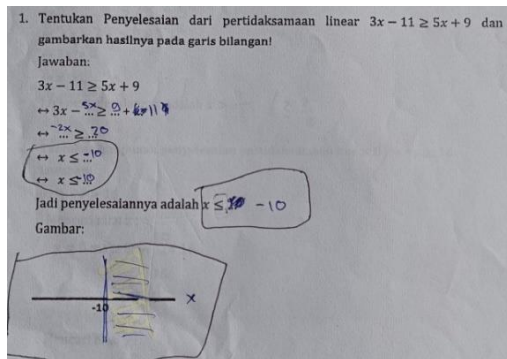 1. Tentukan Penyelesaian dari pertidaksamaan linear 3x − 11 ≥ 5x + 9 dan
gambarkan hasilnya pada garis bilangan!
Jawaban:
3x − 11 ≥ 5x + 9
↔ 3x − 5x ≥ 9 + 11
↔ -2x ≥ 20
↔ x ≤ -10
↔ x ≤ -10
Jadi penyelesaiannya adalah x ≤ -10
Gambar:
-10 x